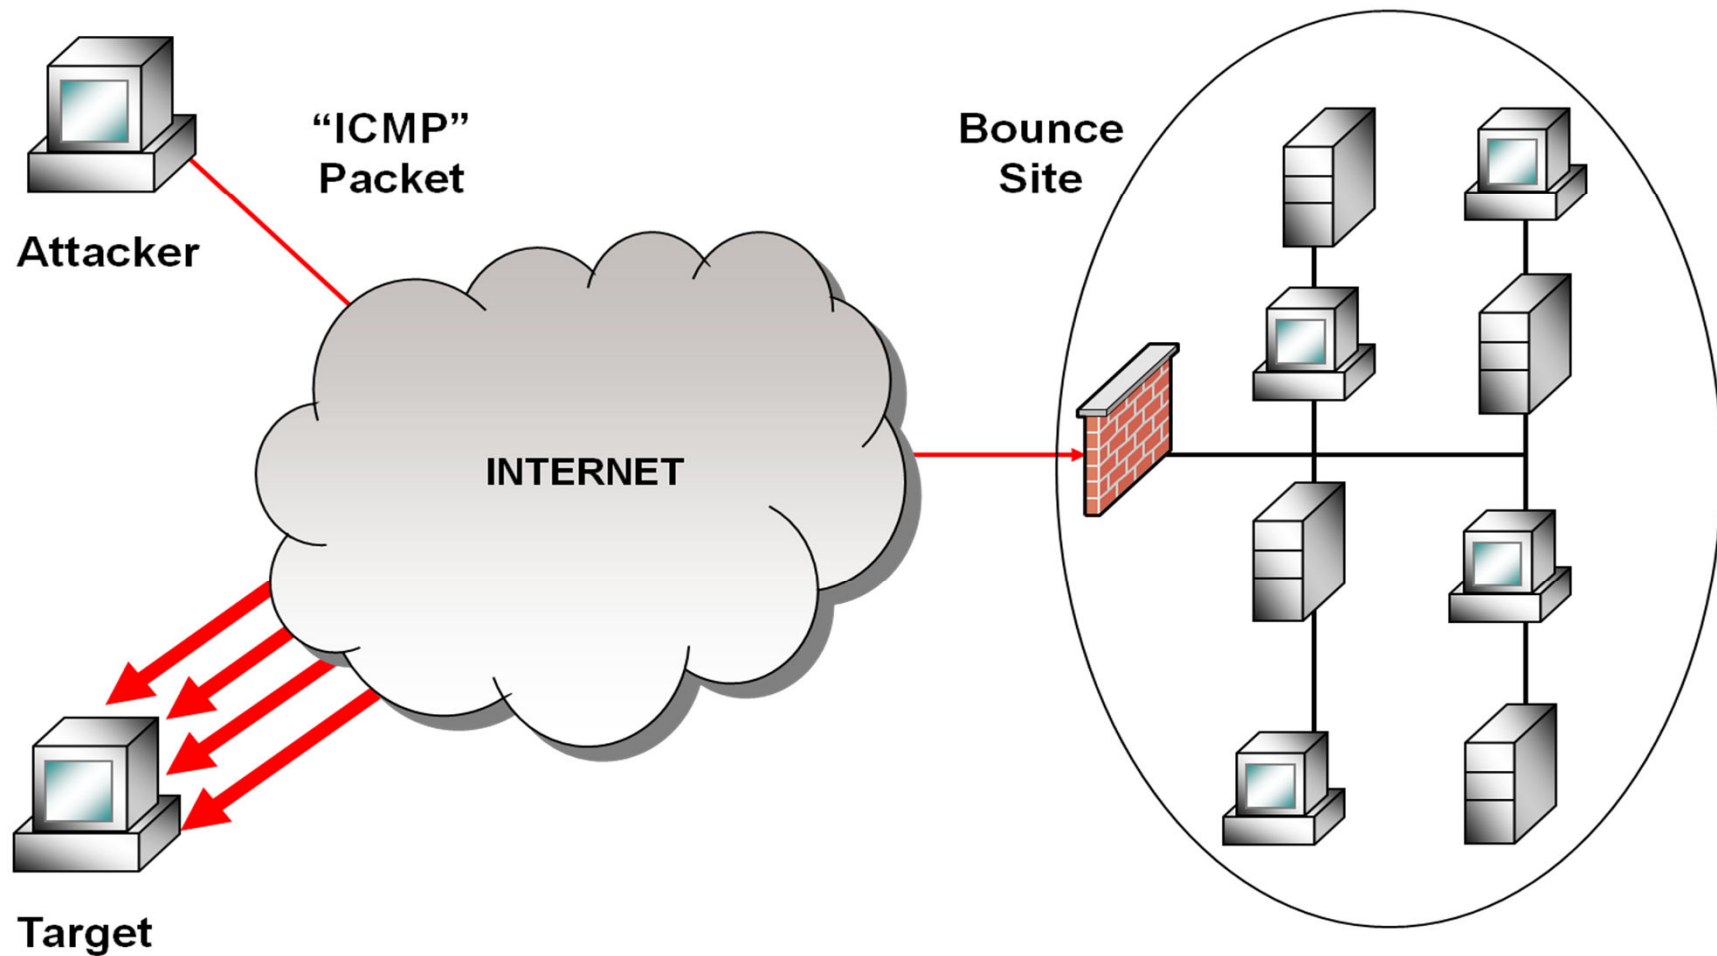 “ICMP”
Packet
Attacker
Bounce
Site
INTERNET
Target